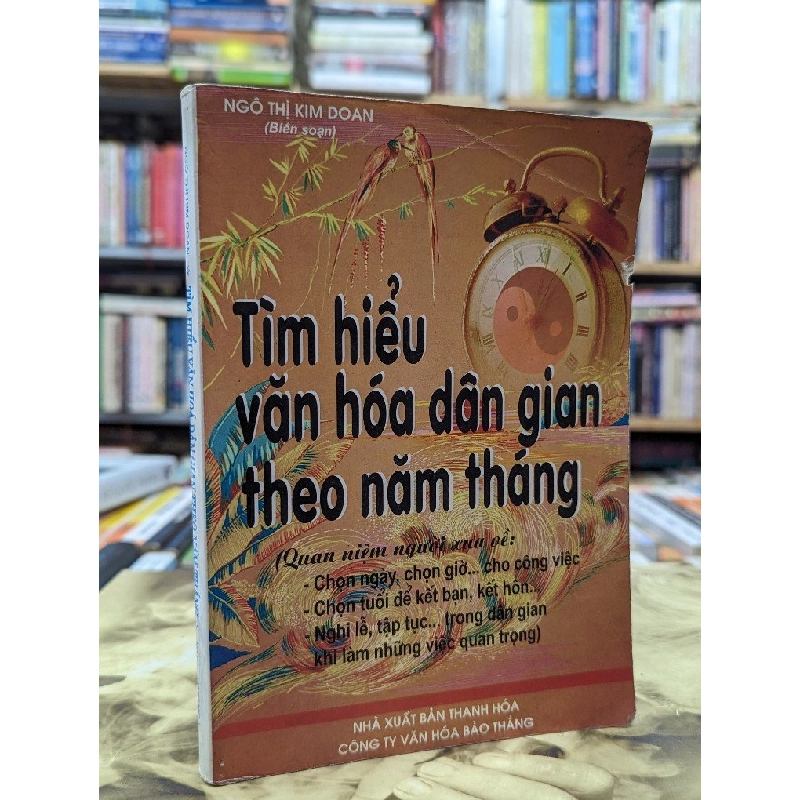 NGÔ THỊ KIM DOAN
(Biên soạn)
Tìm hiểu
văn hóa dân gian
theo năm tháng
(Quan niệm người xưa về:
- Chọn ngày, chọn giờ... cho công việc
- Chọn tuổi để kết bạn, kết hôn...
- Nghi lễ, tập tục... trong dân gian
khi làm những việc quan trọng)
NHÀ XUẤT BẢN THANH HÓA
CÔNG TY VĂN HÓA BẢO THẮNG